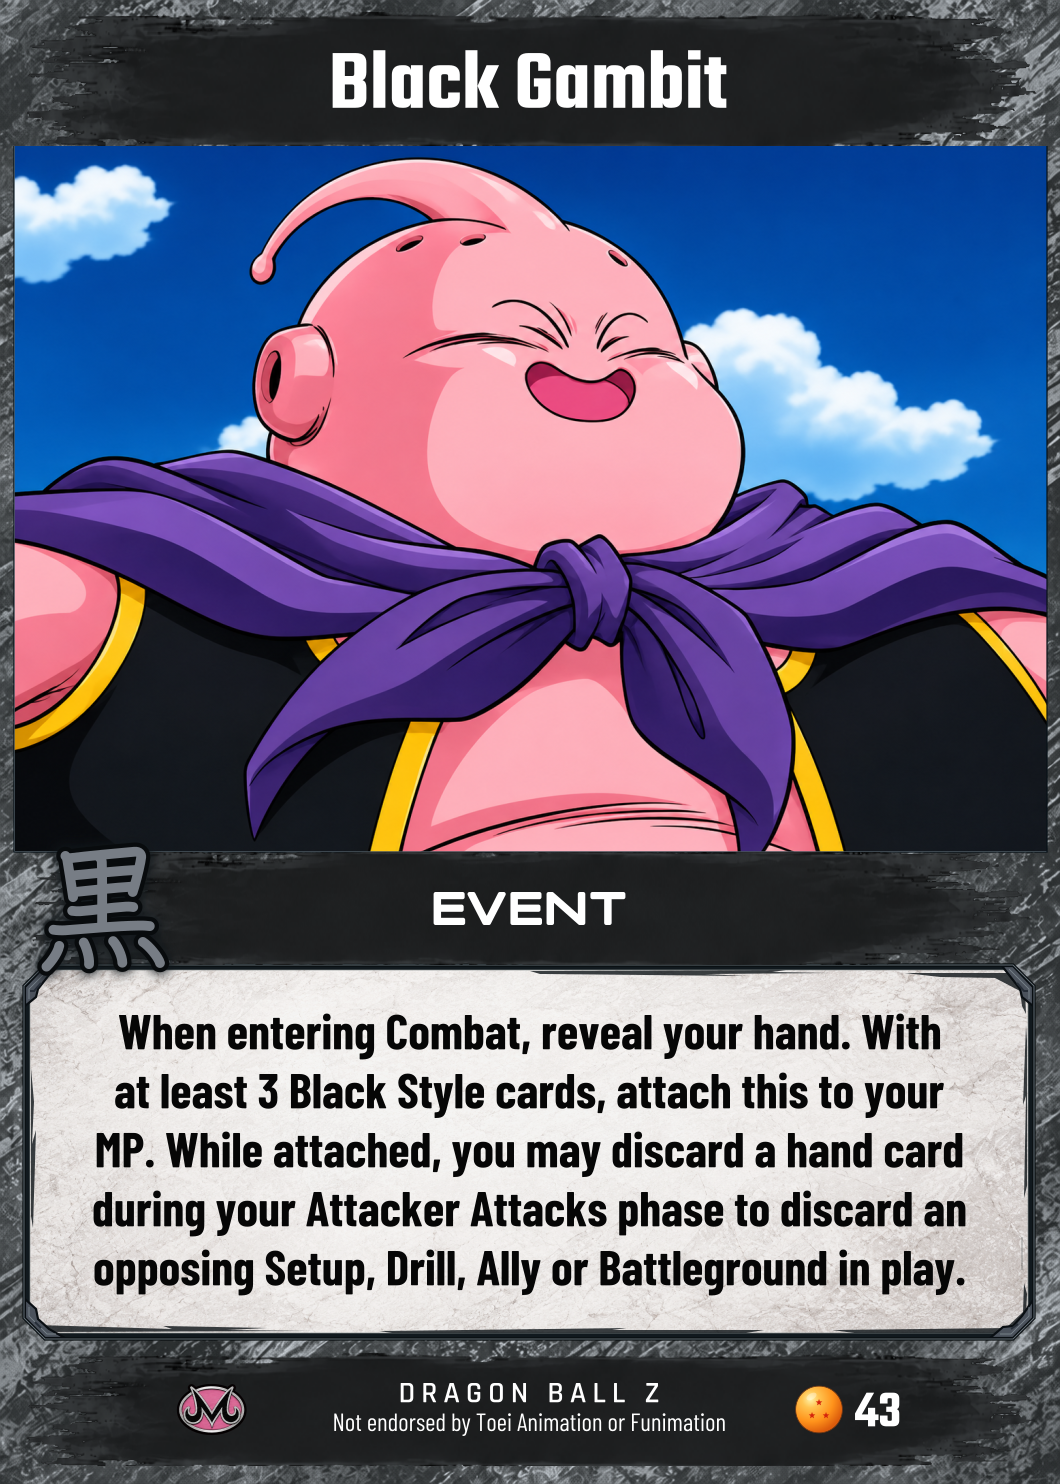 Black Gambit
黒
EVENT
When entering Combat, reveal your hand. With
at least 3 Black Style cards, attach this to your
MP. While attached, you may discard a hand card
during your Attacker Attacks phase to discard an
opposing Setup, Drill, Ally or Battleground in play.
M
DRAGON BALL Z
Not endorsed by Toei Animation or Funimation
43